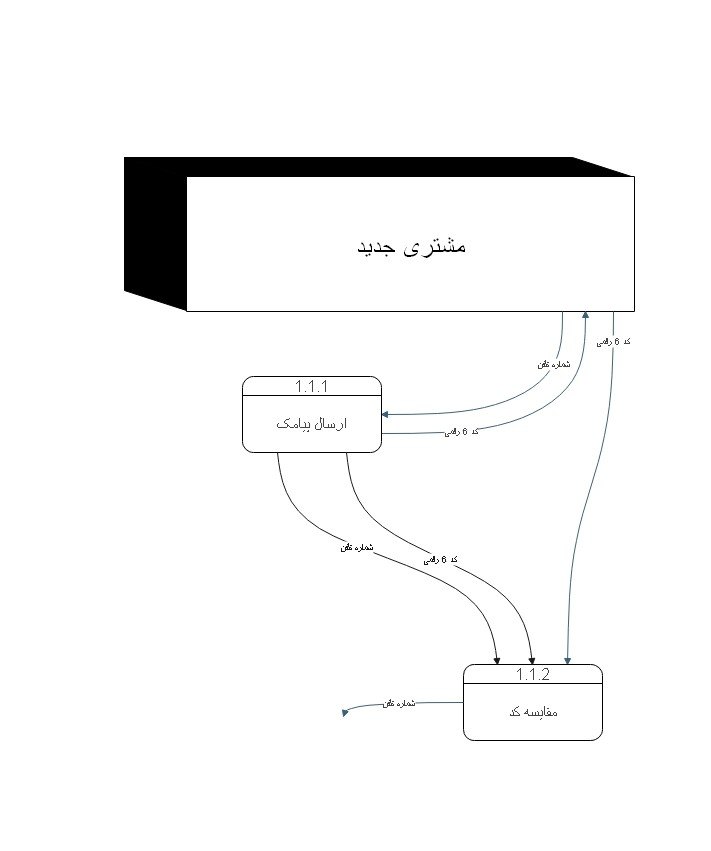 مشتری جدید
کد 6 رقمی
شماره تلفن
1.1.1
ارسال پیامک
کد 6 رقمی
شماره تلفن
کد 6 رقمی
1.1.2
شماره تلفن
مقایسه کد